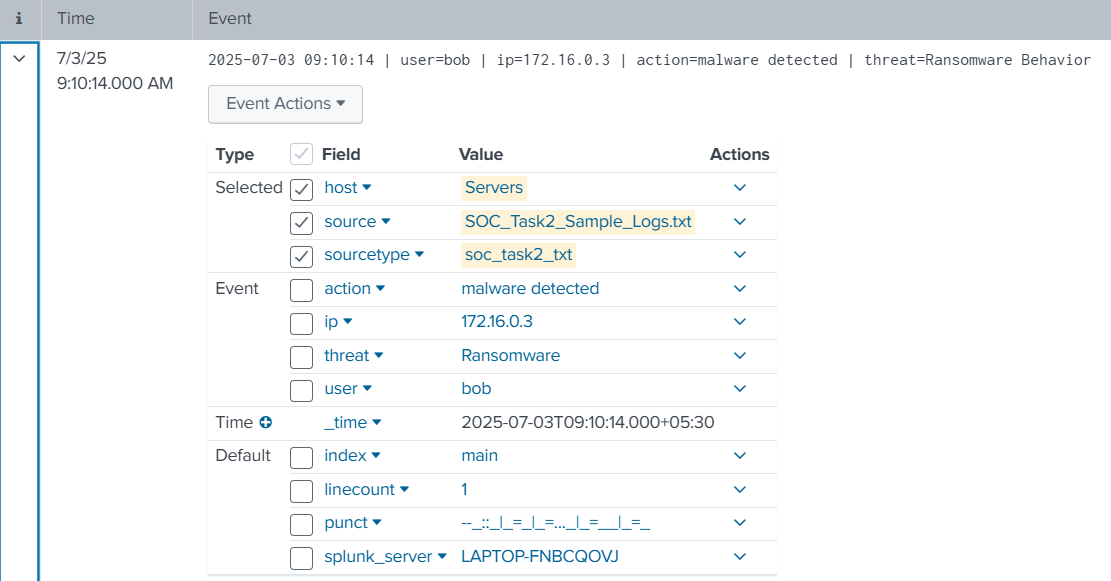 i Time Event
7/3/25 2025-07-03 09:10:14 | user=bob | ip=172.16.0.3 | action=malware detected | threat=Ransomware Behavior
9:10:14.000 AM
Event Actions
Type Field Value Actions
Selected host Servers
source SOC_Task2_Sample_Logs.txt
sourcetype soc_task2_txt
Event action malware detected
ip 172.16.0.3
threat Ransomware
user bob
Time _time 2025-07-03T09:10:14.000+05:30
Default index main
linecount 1
punct --_::_|_=_|_=..._|_=__|_=_
splunk_server LAPTOP-FNBCQOVJ